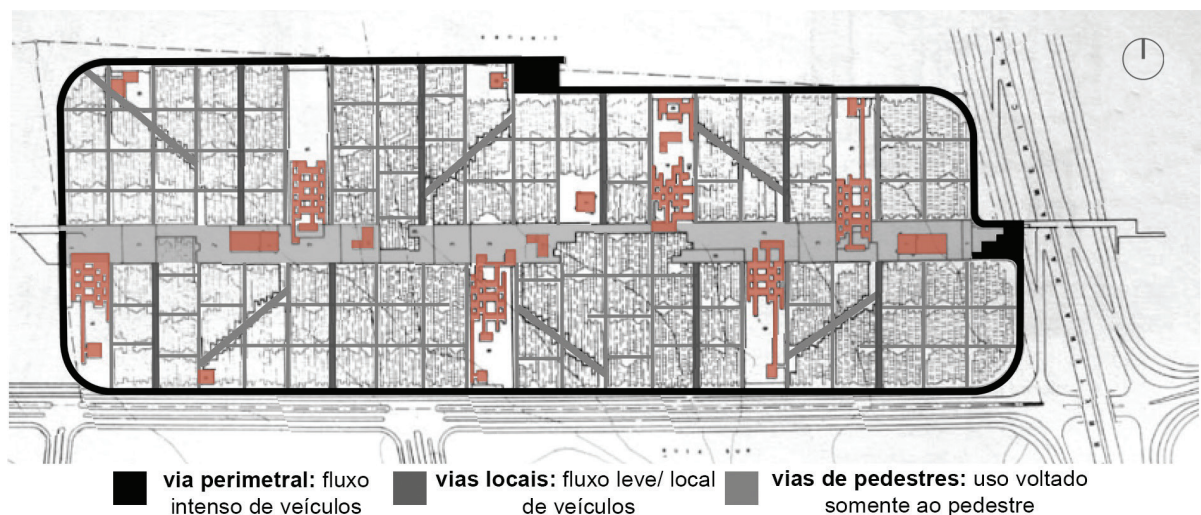 via perimetral: fluxo
intenso de veículos
vias locais: fluxo leve/ local
de veículos
vias de pedestres: uso voltado
somente ao pedestre